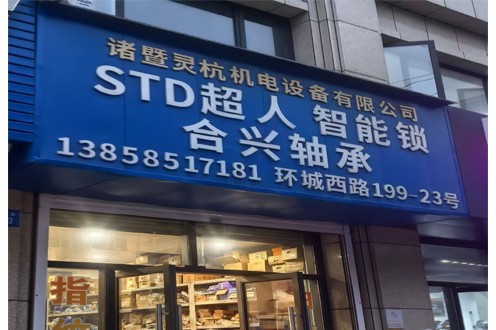 诸暨灵杭机电设备有限公司
STD超人 智能锁
合兴轴承
13858517181 环城西路199-23号
指